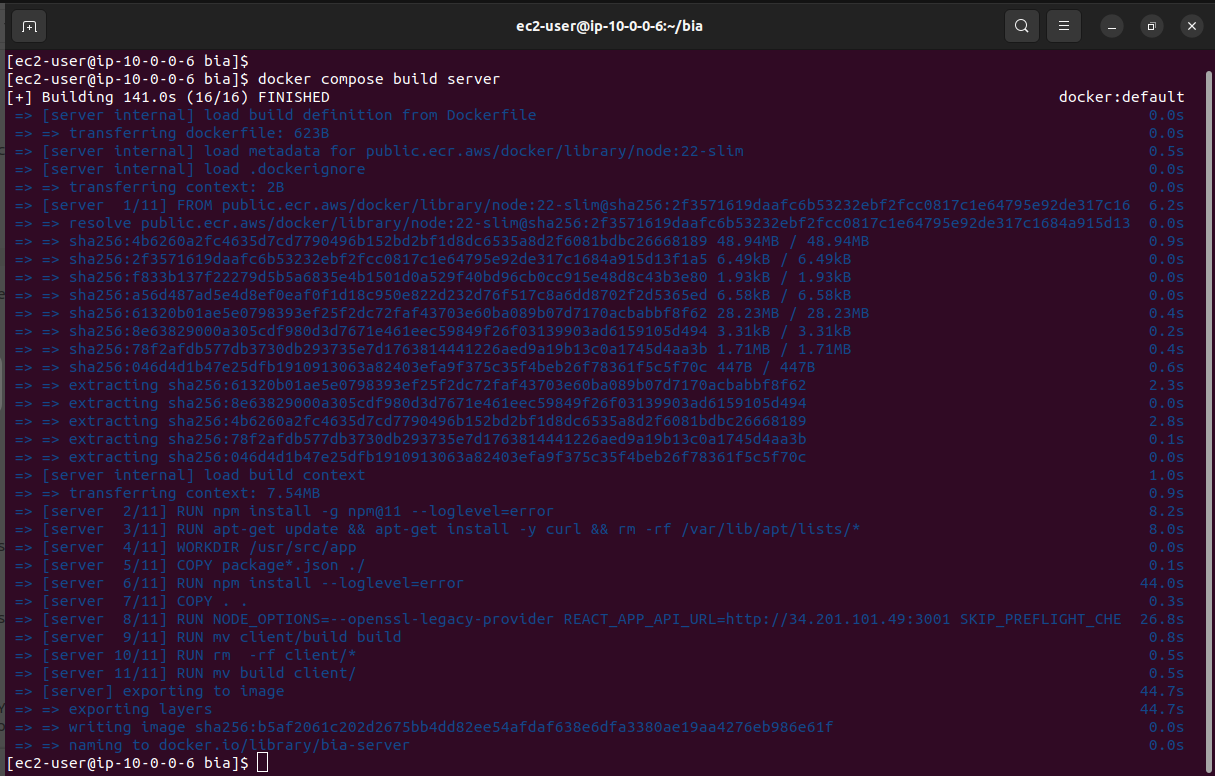 ec2-user@ip-10-0-0-6:~/bia
[ec2-user@ip-10-0-0-6 bia]$
[ec2-user@ip-10-0-0-6 bia]$ docker compose build server
[+] Building 141.0s (16/16) FINISHED docker:default
=> [server internal] load build definition from Dockerfile 0.0s
=> => transferring dockerfile: 623B 0.0s
=> [server internal] load metadata for public.ecr.aws/docker/library/node:22-slim 0.5s
=> [server internal] load .dockerignore 0.0s
=> => transferring context: 2B 0.0s
=> [server 1/11] FROM public.ecr.aws/docker/library/node:22-slim@sha256:2f3571619daafc6b53232ebf2fcc0817c1e64795e92de317c16 6.2s
=> => resolve public.ecr.aws/docker/library/node:22-slim@sha256:2f3571619daafc6b53232ebf2fcc0817c1e64795e92de317c1684a915d13 0.0s
=> => sha256:4b6260a2fc4635d7cd7790496b152bd2bf1d8dc6535a8d2f6081bdbc26668189 48.94MB / 48.94MB 0.9s
=> => sha256:2f3571619daafc6b53232ebf2fcc0817c1e64795e92de317c1684a915d13f1a5 6.49kB / 6.49kB 0.0s
=> => sha256:f833b137f22279d5b5a6835e4b1501d0a529f40bd96cb0cc915e48d8c43b3e80 1.93kB / 1.93kB 0.0s
=> => sha256:a56d487ad5e4d8ef0eaf0f1d18c950e822d232d76f517c8a6dd8702f2d5365ed 6.58kB / 6.58kB 0.0s
=> => sha256:61320b01ae5e0798393ef25f2dc72faf43703e60ba089b07d7170acbabbf8f62 28.23MB / 28.23MB 0.4s
=> => sha256:8e63829000a305cdf980d3d7671e461eec59849f26f03139903ad6159105d494 3.31kB / 3.31kB 0.2s
=> => sha256:78f2afdb577db3730db293735e7d1763814441226aed9a19b13c0a1745d4aa3b 1.71MB / 1.71MB 0.4s
=> => sha256:046d4d1b47e25dfb1910913063a82403efa9f375c35f4beb26f78361f5c5f70c 447B / 447B 0.6s
=> => extracting sha256:61320b01ae5e0798393ef25f2dc72faf43703e60ba089b07d7170acbabbf8f62 2.3s
=> => extracting sha256:8e63829000a305cdf980d3d7671e461eec59849f26f03139903ad6159105d494 0.0s
=> => extracting sha256:4b6260a2fc4635d7cd7790496b152bd2bf1d8dc6535a8d2f6081bdbc26668189 2.8s
=> => extracting sha256:78f2afdb577db3730db293735e7d1763814441226aed9a19b13c0a1745d4aa3b 0.1s
=> => extracting sha256:046d4d1b47e25dfb1910913063a82403efa9f375c35f4beb26f78361f5c5f70c 0.0s
=> [server internal] load build context 1.0s
=> => transferring context: 7.54MB 0.9s
=> [server 2/11] RUN npm install -g npm@11 --loglevel=error 8.2s
=> [server 3/11] RUN apt-get update && apt-get install -y curl && rm -rf /var/lib/apt/lists/* 8.0s
=> [server 4/11] WORKDIR /usr/src/app 0.0s
=> [server 5/11] COPY package*.json ./ 0.1s
=> [server 6/11] RUN npm install --loglevel=error 44.0s
=> [server 7/11] COPY . . 0.3s
=> [server 8/11] RUN NODE_OPTIONS=--openssl-legacy-provider REACT_APP_API_URL=http://34.201.101.49:3001 SKIP_PREFLIGHT_CHE 26.8s
=> [server 9/11] RUN mv client/build build 0.8s
=> [server 10/11] RUN rm -rf client/* 0.5s
=> [server 11/11] RUN mv build client/ 0.5s
=> [server] exporting to image 44.7s
=> => exporting layers 44.7s
=> => writing image sha256:b5af2061c202d2675bb4dd82ee54afdaf638e6dfa3380ae19aa4276eb986e61f 0.0s
=> => naming to docker.io/library/bia-server 0.0s
[ec2-user@ip-10-0-0-6 bia]$